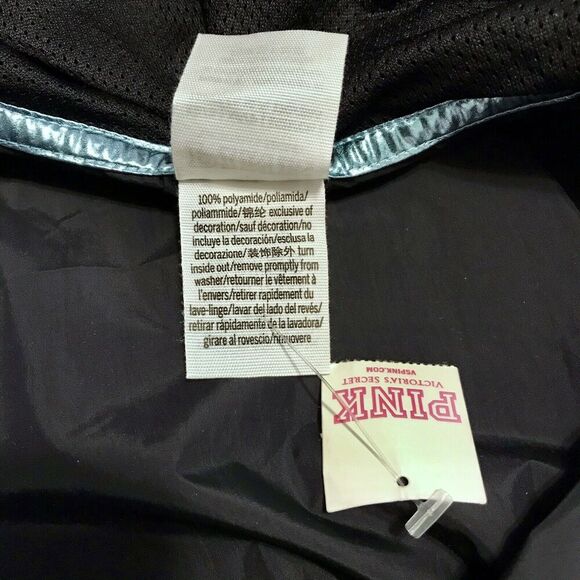 100% polyamide/poliamida/
poliammide/锦纶 exclusive of
decoration/sauf décoration/no
incluye la decoración/esclusa la
decorazione/装饰除外 turn
inside out/remove promptly from
washer/retourner le vêtement à
l'envers/retirer rapidement du
lave-linge/lavar del lado del revés/
retirar rápidamente de la lavadora/
girare al rovescio/rimuovere
PINK
VICTORIA'S SECRET
VSPINK.COM